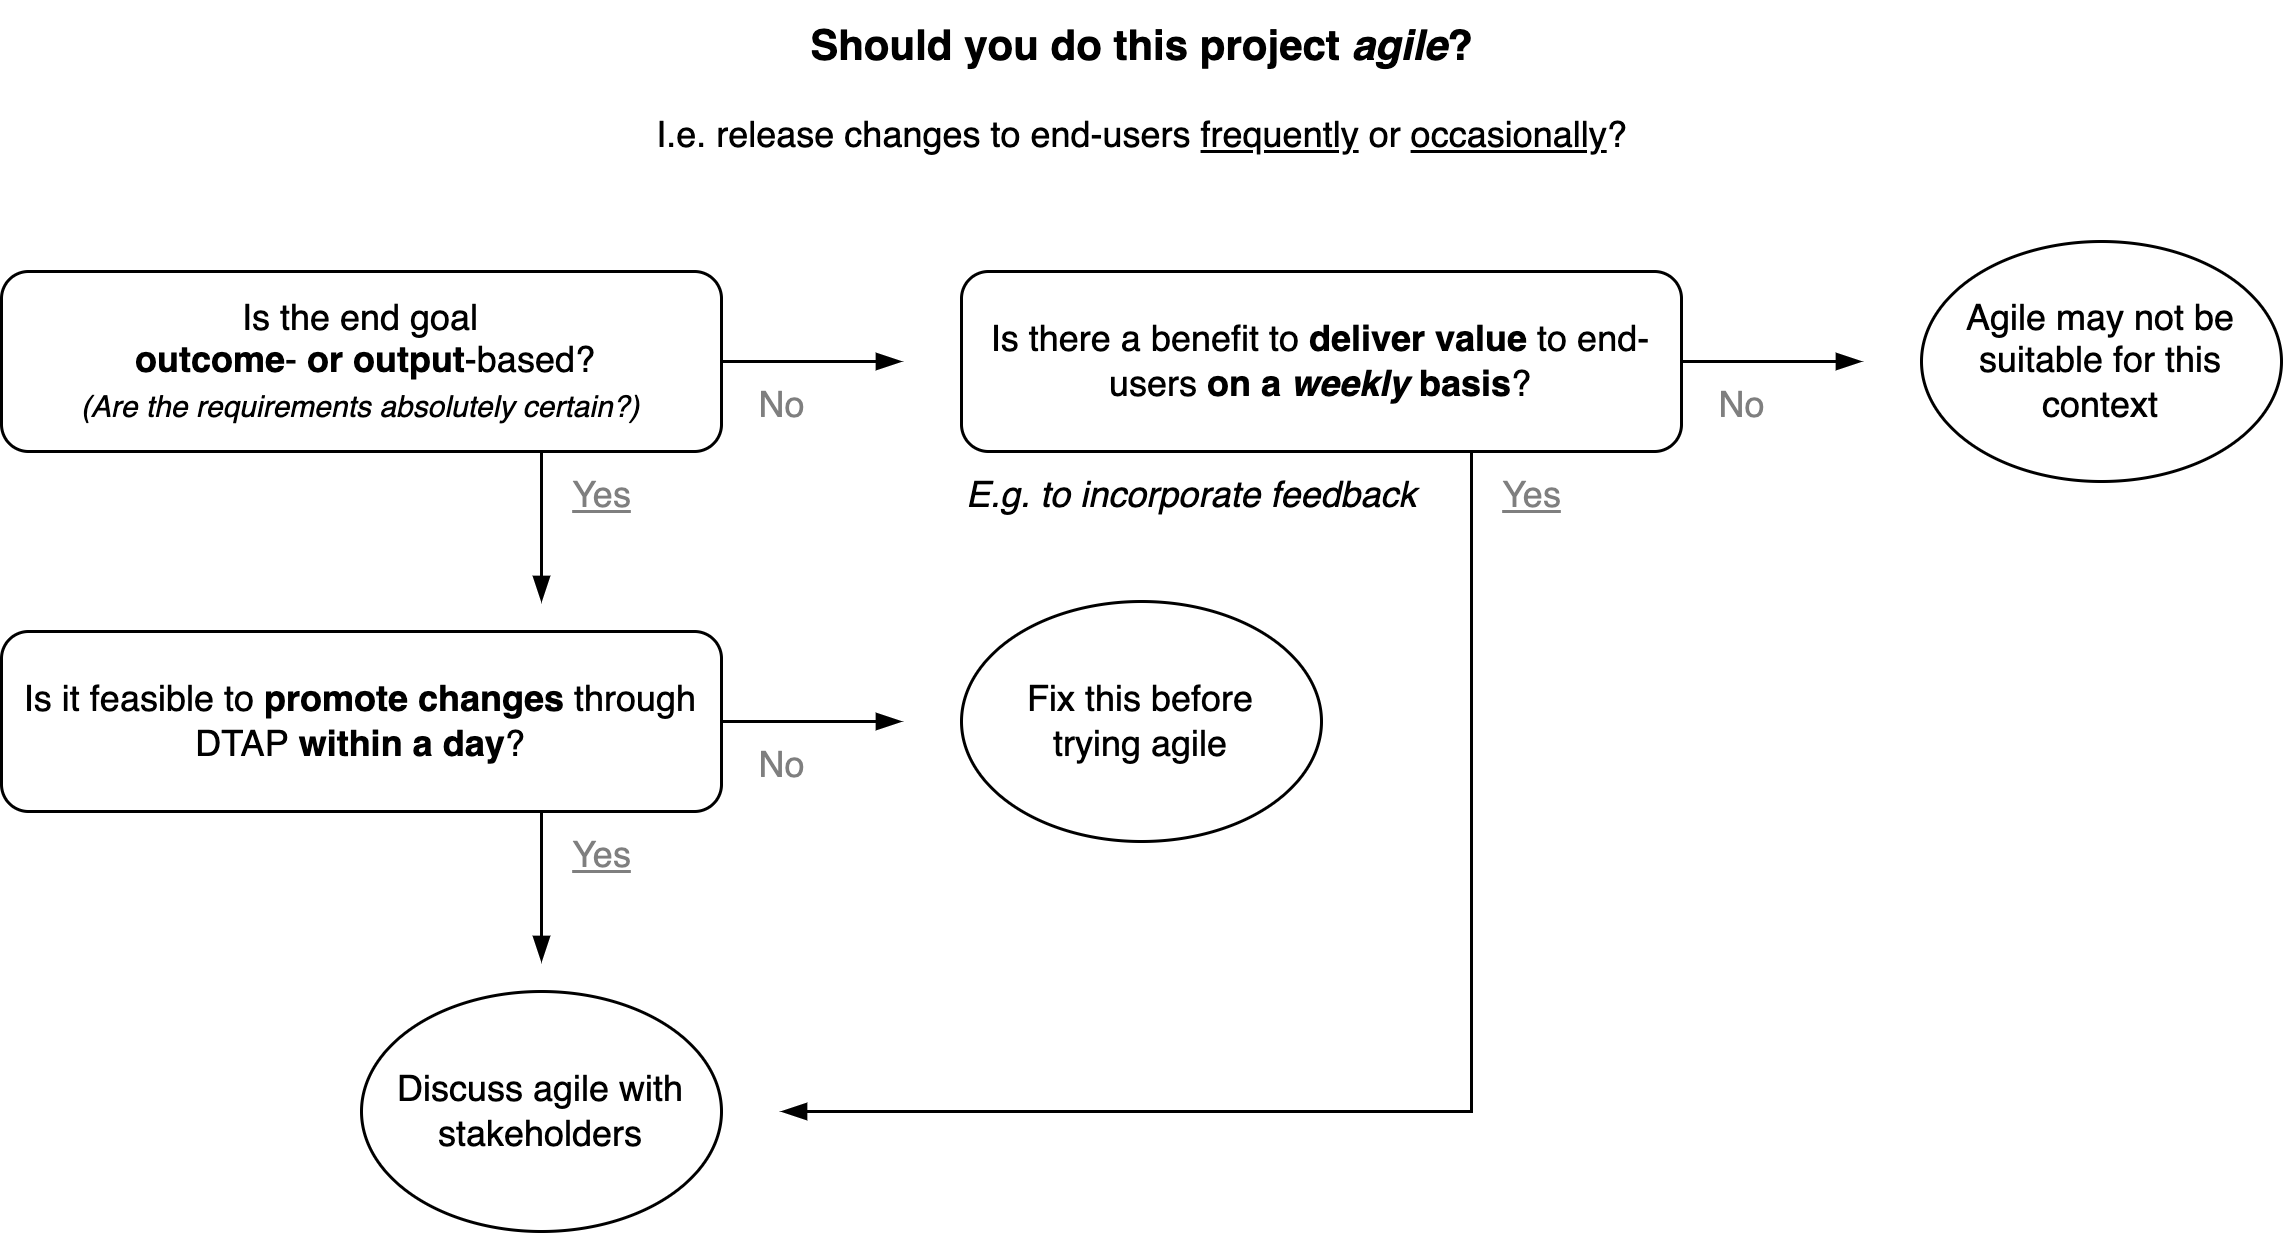 Should you do this project agile?
I.e. release changes to end-users frequently or occasionally?
Is the end goal
outcome- or output-based?
(Are the requirements absolutely certain?)
No
Is there a benefit to deliver value to end-
users on a weekly basis?
No
Agile may not be
suitable for this
context
Yes
E.g. to incorporate feedback
Yes
Is it feasible to promote changes through
DTAP within a day?
No
Fix this before
trying agile
Yes
Discuss agile with
stakeholders